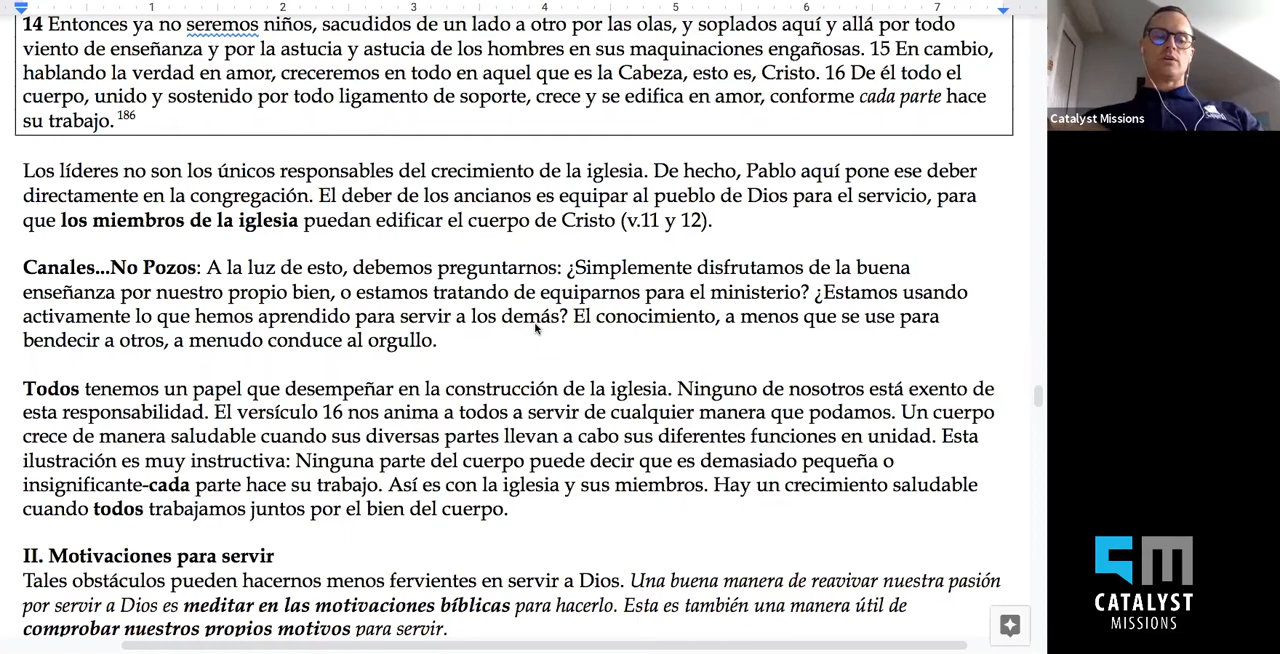 1 2 3 4 5 6 7
14 Entonces ya no seremos niños, sacudidos de un lado a otro por las olas, y soplados aquí y allá por todo
viento de enseñanza y por la astucia y astucia de los hombres en sus maquinaciones engañosas. 15 En cambio,
hablando la verdad en amor, creceremos en todo en aquel que es la Cabeza, esto es, Cristo. 16 De él todo el
cuerpo, unido y sostenido por todo ligamento de soporte, crece y se edifica en amor, conforme cada parte hace
su trabajo. 186
Los líderes no son los únicos responsables del crecimiento de la iglesia. De hecho, Pablo aquí pone ese deber
directamente en la congregación. El deber de los ancianos es equipar al pueblo de Dios para el servicio, para
que los miembros de la iglesia puedan edificar el cuerpo de Cristo (v.11 y 12).
Canales...No Pozos: A la luz de esto, debemos preguntarnos: ¿Simplemente disfrutamos de la buena
enseñanza por nuestro propio bien, o estamos tratando de equiparnos para el ministerio? ¿Estamos usando
activamente lo que hemos aprendido para servir a los demás? El conocimiento, a menos que se use para
bendecir a otros, a menudo conduce al orgullo.
Todos tenemos un papel que desempeñar en la construcción de la iglesia. Ninguno de nosotros está exento de
esta responsabilidad. El versículo 16 nos anima a todos a servir de cualquier manera que podamos. Un cuerpo
crece de manera saludable cuando sus diversas partes llevan a cabo sus diferentes funciones en unidad. Esta
ilustración es muy instructiva: Ninguna parte del cuerpo puede decir que es demasiado pequeña o
insignificante-cada parte hace su trabajo. Así es con la iglesia y sus miembros. Hay un crecimiento saludable
cuando todos trabajamos juntos por el bien del cuerpo.
II. Motivaciones para servir
Tales obstáculos pueden hacernos menos fervientes en servir a Dios. Una buena manera de reavivar nuestra pasión
por servir a Dios es meditar en las motivaciones bíblicas para hacerlo. Esta es también una manera útil de
comprobar nuestros propios motivos para servir.
Catalyst Missions
CATALYST
MISSIONS